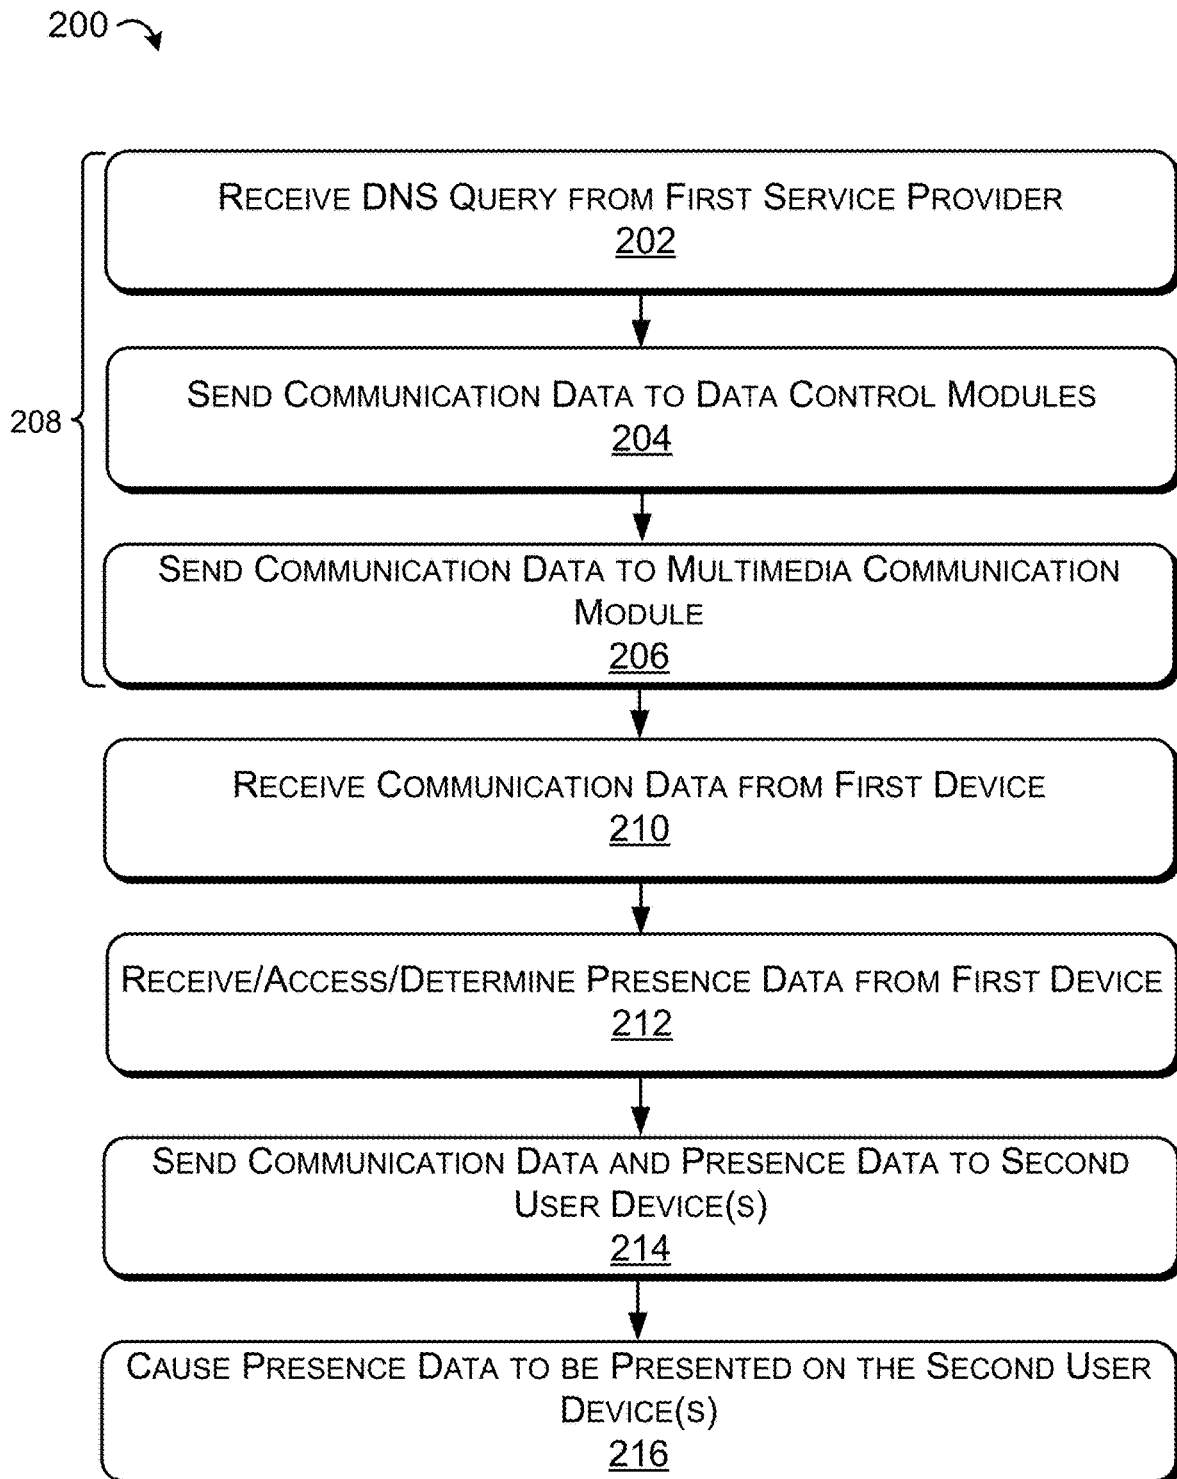 200
RECEIVE DNS QUERY FROM FIRST SERVICE PROVIDER
202
SEND COMMUNICATION DATA TO DATA CONTROL MODULES
204
208
SEND COMMUNICATION DATA TO MULTIMEDIA COMMUNICATION
MODULE
206
RECEIVE COMMUNICATION DATA FROM FIRST DEVICE
210
RECEIVE/ACCESS/DETERMINE PRESENCE DATA FROM FIRST DEVICE
212
SEND COMMUNICATION DATA AND PRESENCE DATA TO SECOND
USER DEVICE(S)
214
CAUSE PRESENCE DATA TO BE PRESENTED ON THE SECOND USER
DEVICE(S)
216